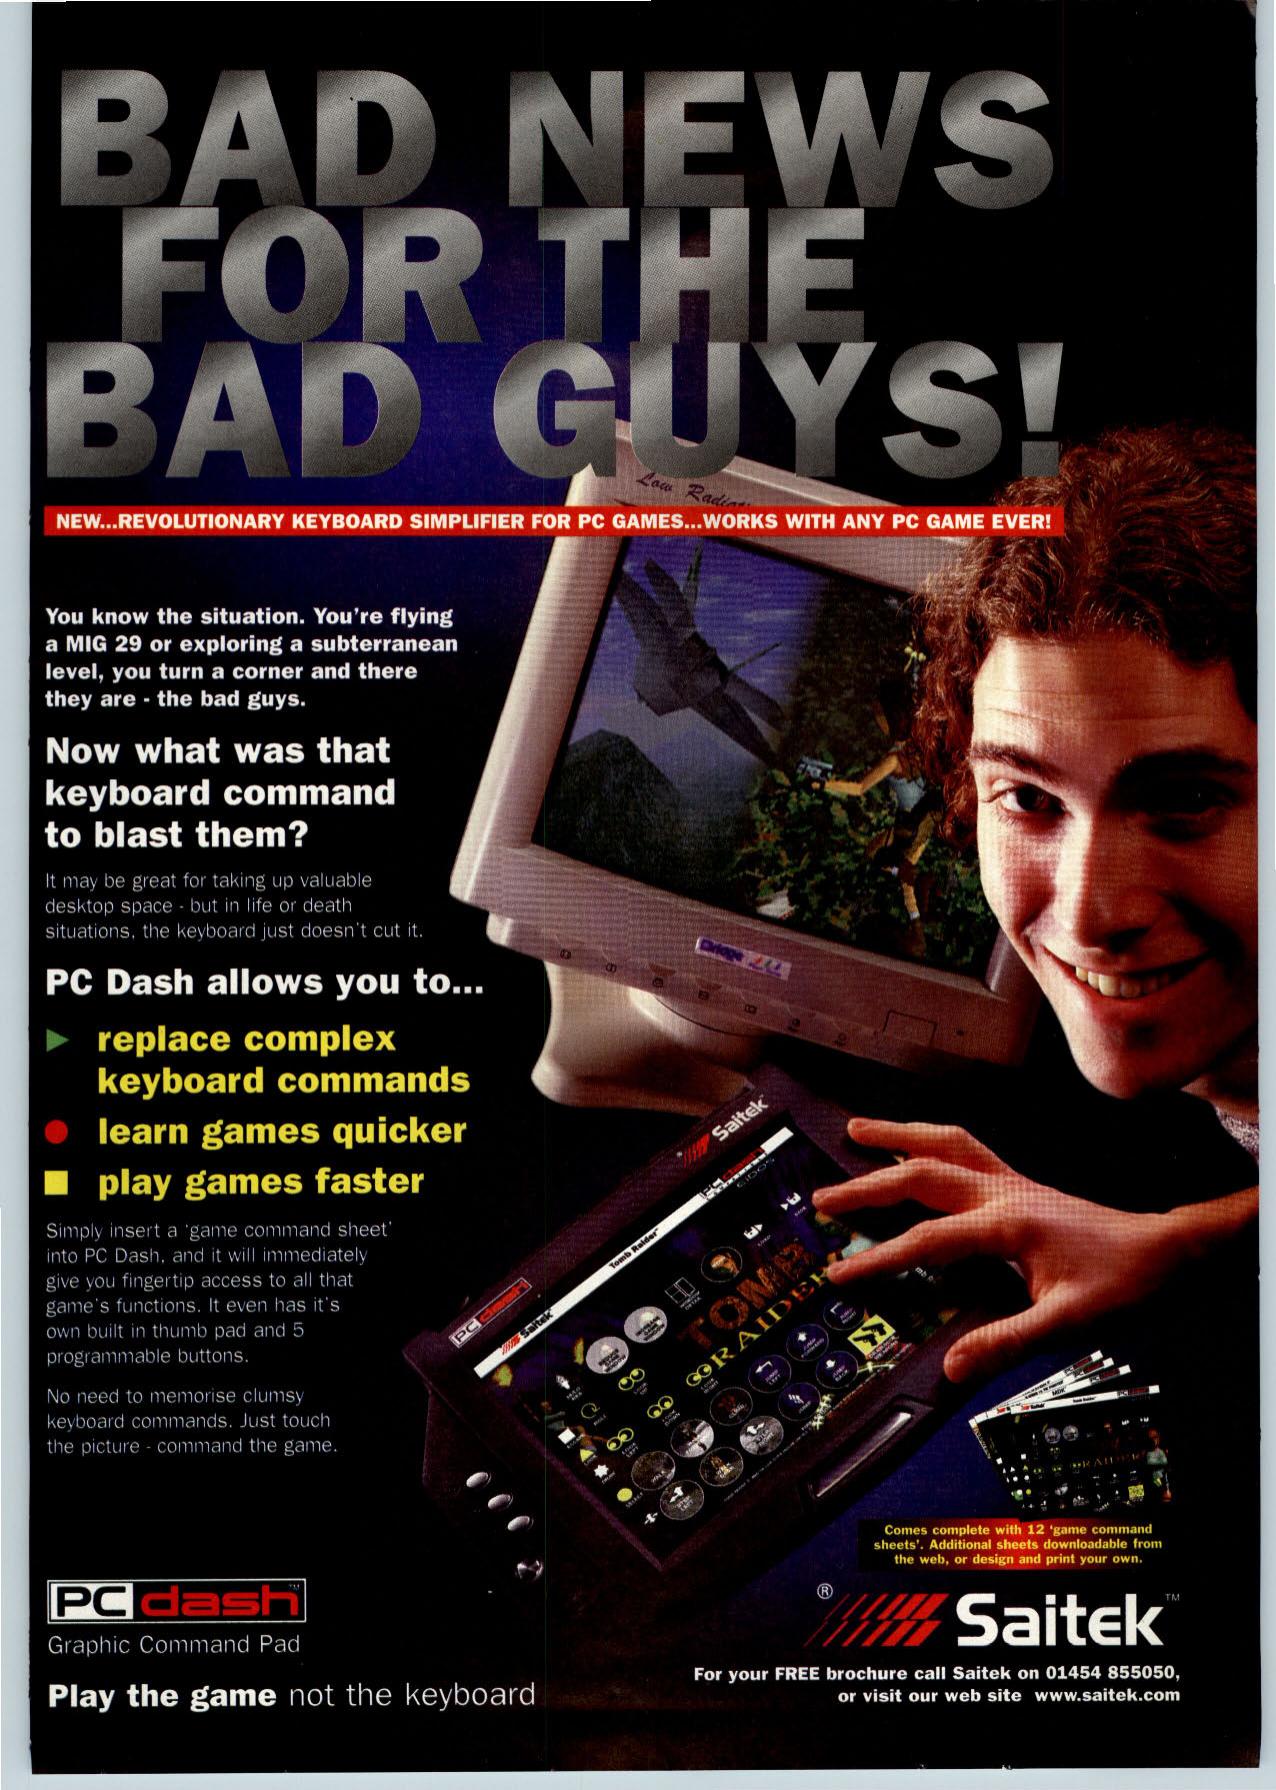 BAD NEWS
FOR THE
BAD GUYS!
Low
NEW...REVOLUTIONARY KEYBOARD SIMPLIFIER FOR PC GAMES...WORKS WITH ANY PC GAME EVER!
You know the situation. You're flying
a MIG 29 or exploring a subterranean
level, you turn a corner and there
they are - the bad guys.
Now what was that
keyboard command
to blast them?
It may be great for taking up valuable
desktop space - but in life or death
situations, the keyboard just doesn't cut it.
PC Dash allows you to...
replace complex
keyboard commands
learn games quicker
play games faster
Simply insert a 'game command sheet'
into PC Dash, and it will immediately
give you fingertip access to all that
game's functions. It even has it's
own built in thumb pad and 5
programmable buttons.
No need to memorise clumsy
keyboard commands. Just touch
the picture - command the game.
Saitek
PC dash
EIDOS
Tomb Raider
Saitek
PC dash
TOMB
RAIDER
Comes complete with 12 'game command
sheets'. Additional sheets downloadable from
the web, or design and print your own.
PC dash™
Graphic Command Pad
Play the game not the keyboard
® Saitek™
For your FREE brochure call Saitek on 01454 855050,
or visit our web site www.saitek.com